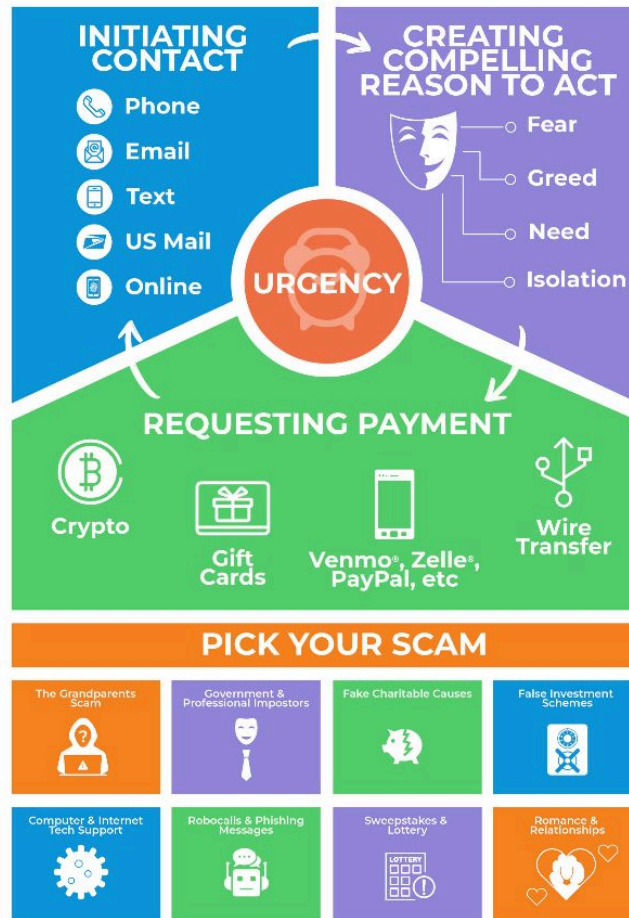 INITIATING
CONTACT
Phone
Email
Text
US Mail
Online
CREATING
COMPELLING
REASON TO ACT
Fear
Greed
Need
Isolation
URGENCY
REQUESTING PAYMENT
Crypto
Gift
Cards
Venmo®, Zelle®,
PayPal, etc
Wire
Transfer
PICK YOUR SCAM
The Grandparents
Scam
Government &
Professional Impostors
Fake Charitable Causes
False Investment
Schemes
Computer & Internet
Tech Support
Robocalls & Phishing
Messages
Sweepstakes &
Lottery
LOTTERY
Romance &
Relationships